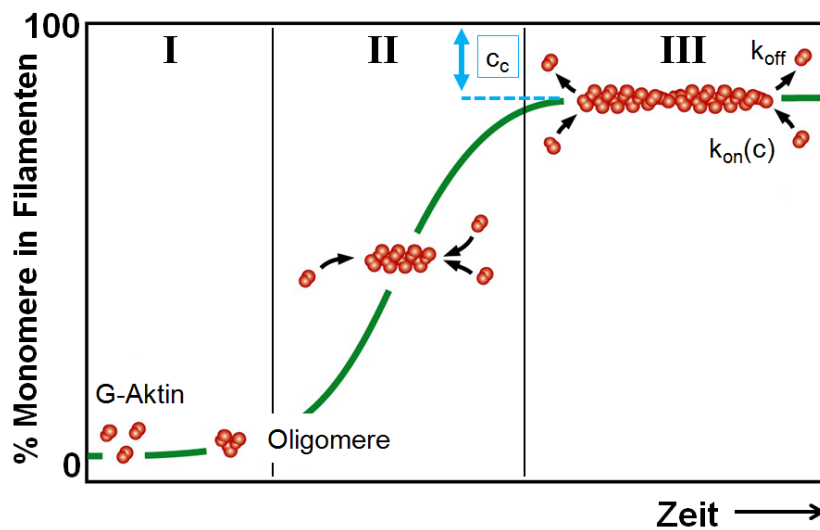 100
I
II
III
c_c
k_off
k_on(c)
% Monomere in Filamenten
G-Aktin
Oligomere
0
Zeit